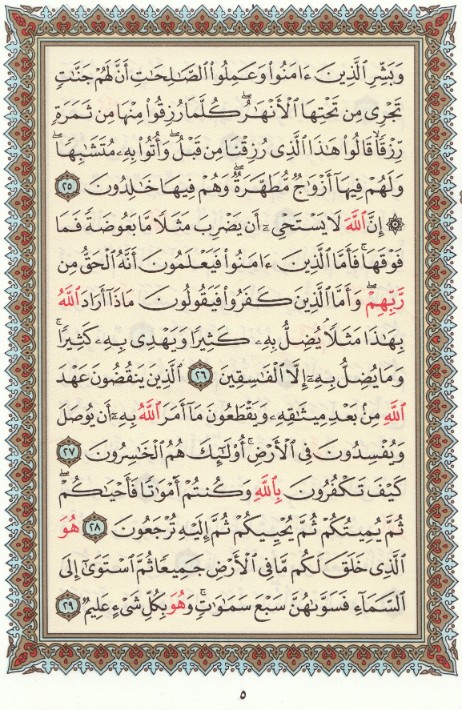 وَبَشِّرِ ٱلَّذِينَ ءَامَنُوا۟ وَعَمِلُوا۟ ٱلصَّٰلِحَٰتِ أَنَّ لَهُمْ جَنَّٰتٍ
تَجْرِى مِن تَحْتِهَا ٱلْأَنْهَٰرُ ۖ كُلَّمَا رُزِقُوا۟ مِنْهَا مِن ثَمَرَةٍ
رِّزْقًا ۙ قَالُوا۟ هَٰذَا ٱلَّذِى رُزِقْنَا مِن قَبْلُ ۖ وَأُتُوا۟ بِهِۦ مُتَشَٰبِهًا ۖ
وَلَهُمْ فِيهَآ أَزْوَٰجٌ مُّطَهَّرَةٌ ۖ وَهُمْ فِيهَا خَٰلِدُونَ ٢٥
۞ إِنَّ ٱللَّهَ لَا يَسْتَحْىِۦٓ أَن يَضْرِبَ مَثَلًا مَّا بَعُوضَةً فَمَا
فَوْقَهَا ۚ فَأَمَّا ٱلَّذِينَ ءَامَنُوا۟ فَيَعْلَمُونَ أَنَّهُ ٱلْحَقُّ مِن
رَّبِّهِمْ ۖ وَأَمَّا ٱلَّذِينَ كَفَرُوا۟ فَيَقُولُونَ مَاذَآ أَرَادَ ٱللَّهُ
بِهَٰذَا مَثَلًا ۘ يُضِلُّ بِهِۦ كَثِيرًا وَيَهْدِى بِهِۦ كَثِيرًا ۚ
وَمَا يُضِلُّ بِهِۦٓ إِلَّا ٱلْفَٰسِقِينَ ٢٦ ٱلَّذِينَ يَنقُضُونَ عَهْدَ
ٱللَّهِ مِنۢ بَعْدِ مِيثَٰقِهِۦ وَيَقْطَعُونَ مَآ أَمَرَ ٱللَّهُ بِهِۦٓ أَن يُوصَلَ
وَيُفْسِدُونَ فِى ٱلْأَرْضِ ۚ أُو۟لَٰٓئِكَ هُمُ ٱلْخَٰسِرُونَ ٢٧
كَيْفَ تَكْفُرُونَ بِٱللَّهِ وَكُنتُمْ أَمْوَٰتًا فَأَحْيَٰكُمْ ۖ
ثُمَّ يُمِيتُكُمْ ثُمَّ يُحْيِيكُمْ ثُمَّ إِلَيْهِ تُرْجَعُونَ ٢٨ هُوَ
ٱلَّذِى خَلَقَ لَكُم مَّا فِى ٱلْأَرْضِ جَمِيعًا ثُمَّ ٱسْتَوَىٰٓ إِلَى
ٱلسَّمَآءِ فَسَوَّىٰهُنَّ سَبْعَ سَمَٰوَٰتٍ ۚ وَهُوَ بِكُلِّ شَىْءٍ عَلِيمٌ ٢٩
٥